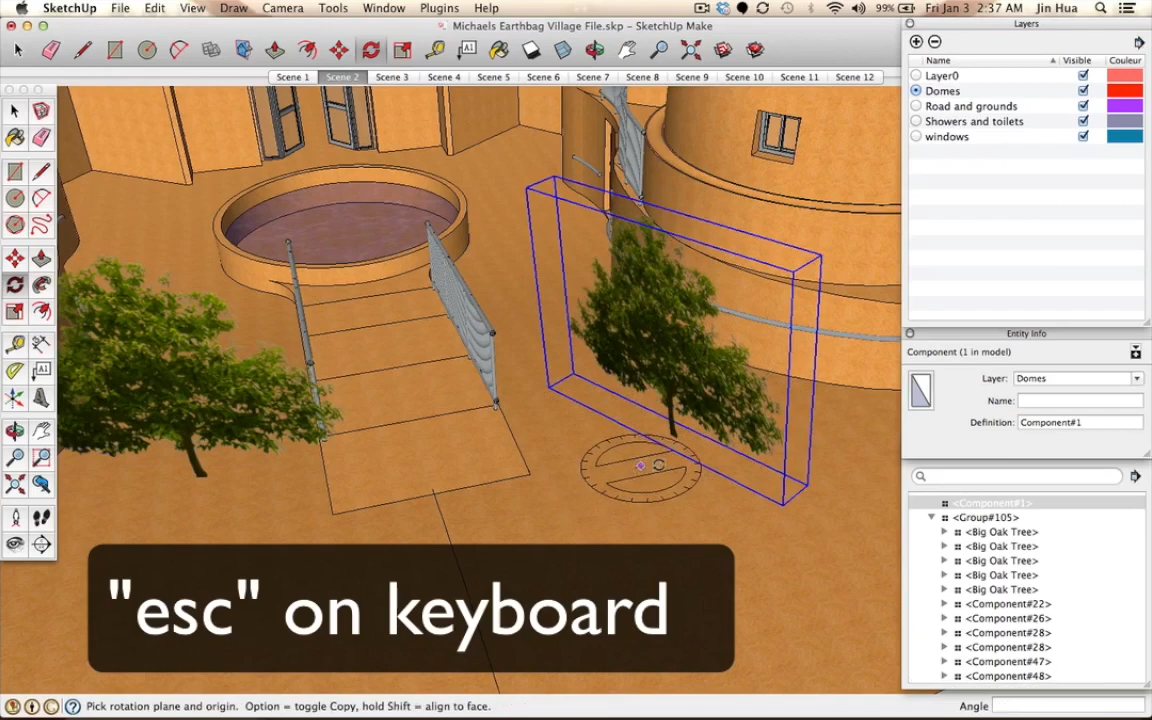 SketchUp File Edit View Draw Camera Tools Window Plugins Help 99% Fri Jan 3 2:37 AM Jin Hua
Michaels Earthbag Village File.skp - SketchUp Make
A1
Scene 1 Scene 2 Scene 3 Scene 4 Scene 5 Scene 6 Scene 7 Scene 8 Scene 9 Scene 10 Scene 11 Scene 12
A1
Layers
Name Visible Couleur
Layer0
Domes
Road and grounds
Showers and toilets
windows
Entity Info
Component (1 in model)
Layer: Domes
Name:
Definition: Component#1
<Component#1>
<Group#105>
<Big Oak Tree>
<Big Oak Tree>
<Big Oak Tree>
<Big Oak Tree>
<Big Oak Tree>
<Component#22>
<Component#26>
<Component#28>
<Component#28>
<Component#47>
<Component#48>
"esc" on keyboard
Pick rotation plane and origin. Option = toggle Copy, hold Shift = align to face. Angle